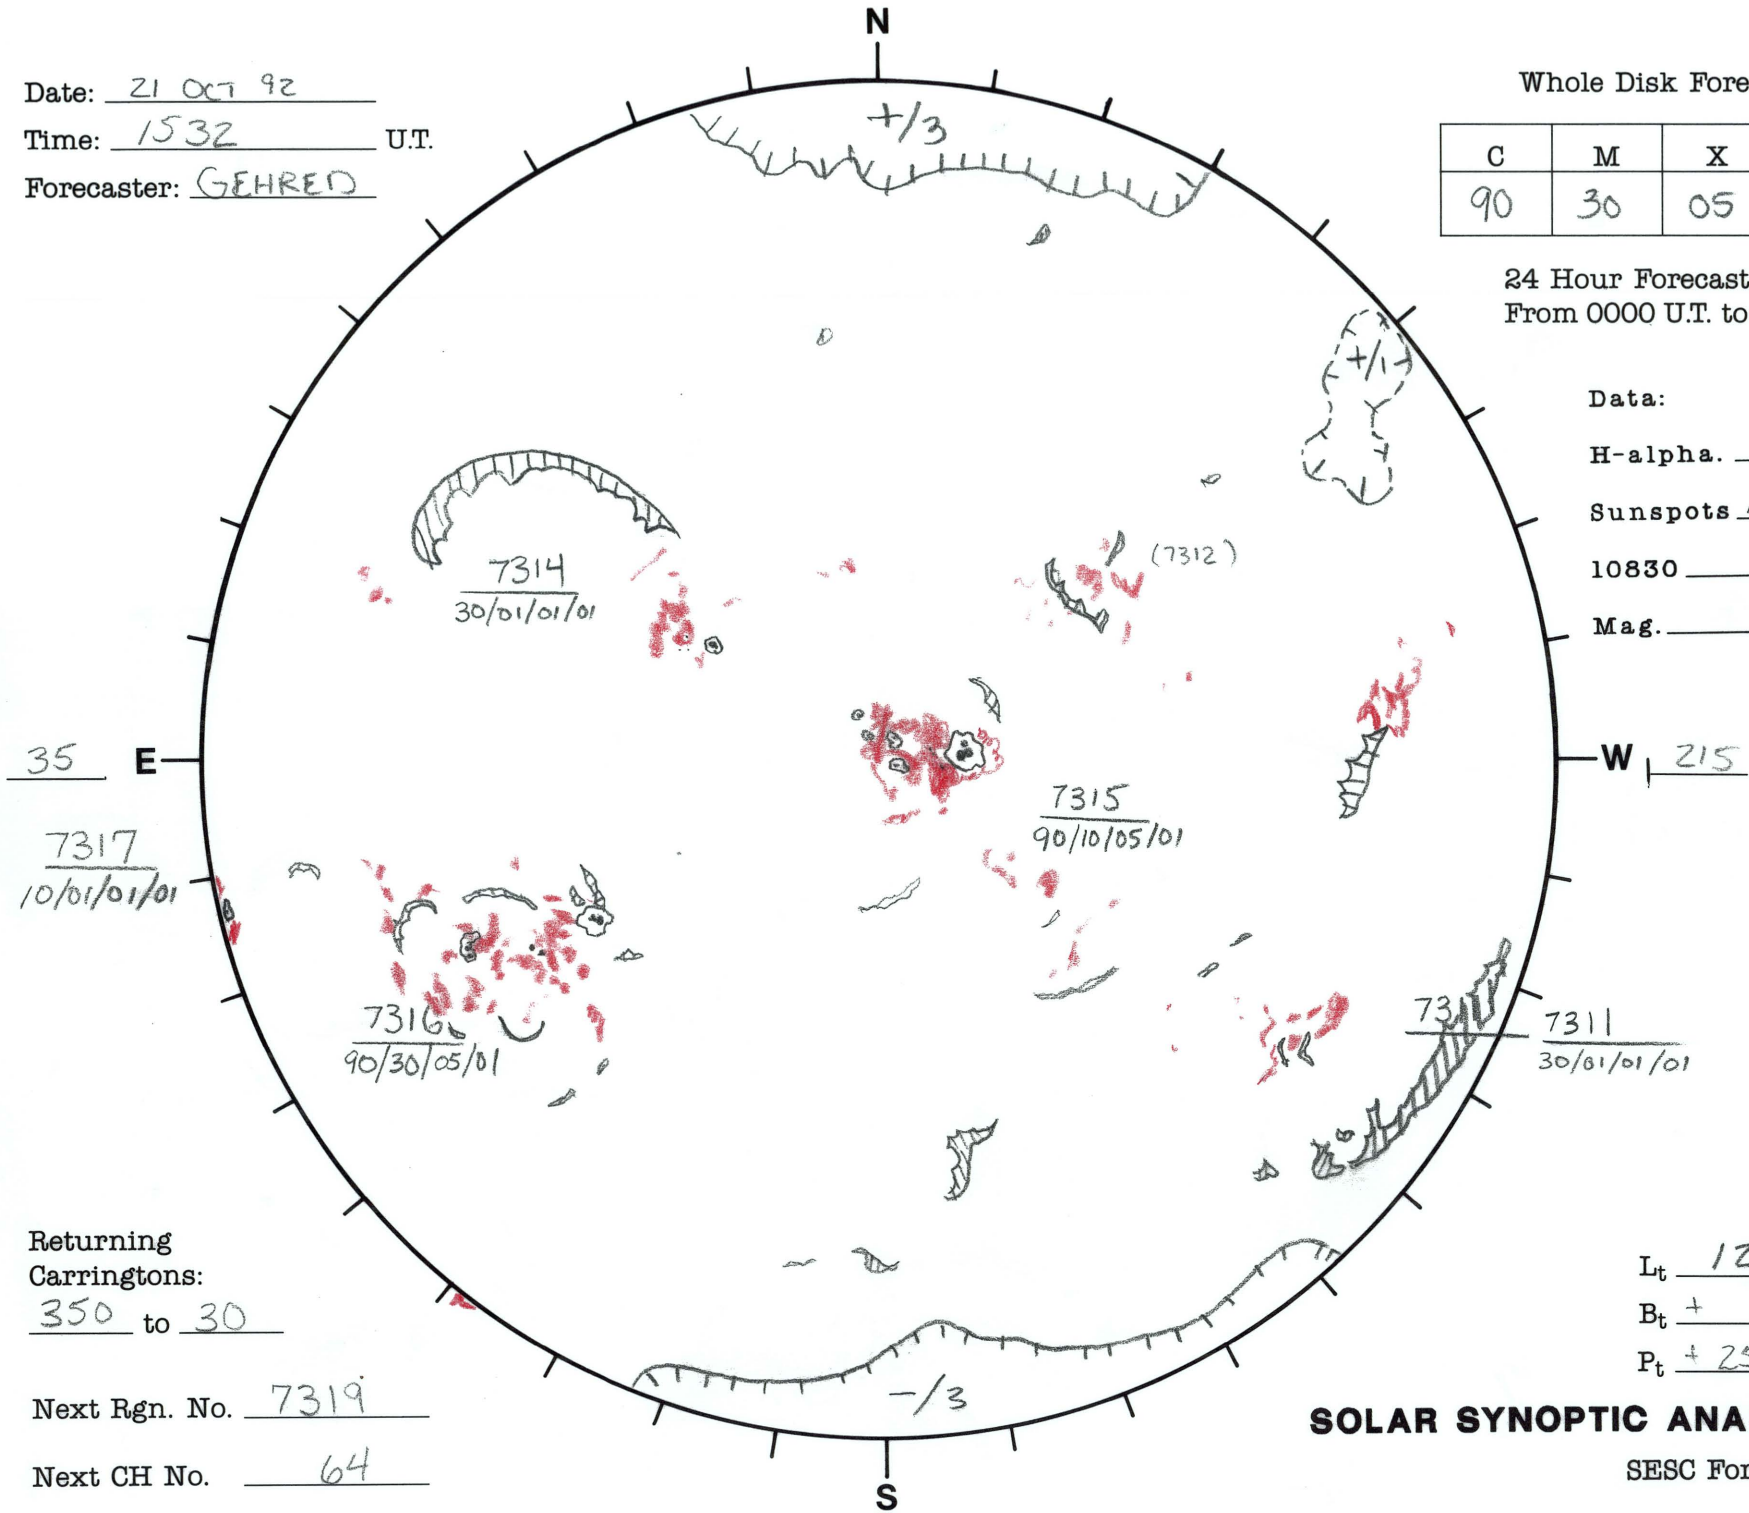 N
Date: 21 OCT 92
Time: 1532 U.T.
Forecaster: GEHRED
Whole Disk Fore
C M X
90 30 05
24 Hour Forecast
From 0000 U.T. to
Data:
H-alpha.
Sunspots
10830
Mag.
+/3
+/1
7314
30/01/01/01
(7312)
35 E
W 215
7315
90/10/05/01
7317
10/01/01/01
7316
90/30/05/01
73
7311
30/01/01/01
Returning
Carringtons:
350 to 30
Next Rgn. No. 7319
Next CH No. 64
-/3
S
Lt 12
Bt +
Pt + 25
SOLAR SYNOPTIC ANA
SESC For